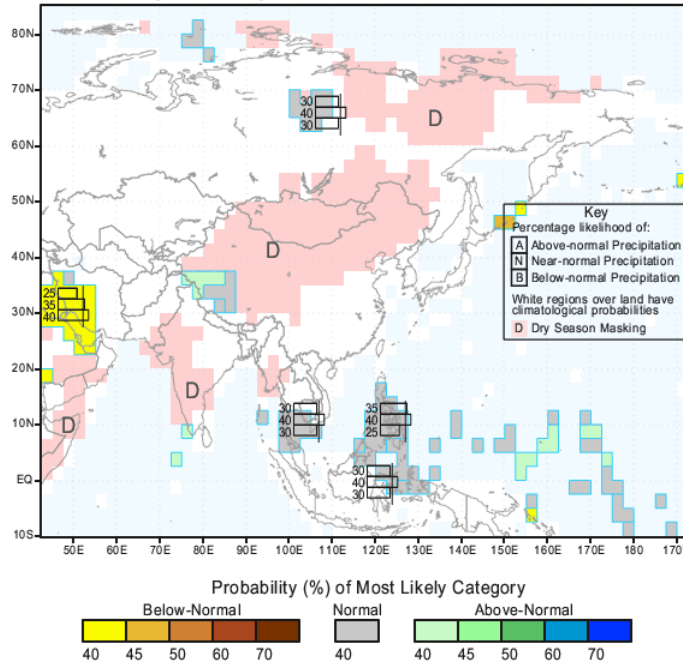 80N
70N
60N
50N
40N
30N
20N
10N
EQ
10S
50E
60E
70E
80E
90E
100E
110E
120E
130E
140E
150E
160E
170E
180
170W
30
40
30
D
D
25
35
40
D
D
30
40
30
35
40
25
30
40
30
Key
Percentage likelihood of:
A Above-normal Precipitation
N Near-normal Precipitation
B Below-normal Precipitation
White regions over land have
climatological probabilities
D Dry Season Masking
Probability (%) of Most Likely Category
Below-Normal Normal Above-Normal
40 45 50 60 70 40 40 45 50 60 70